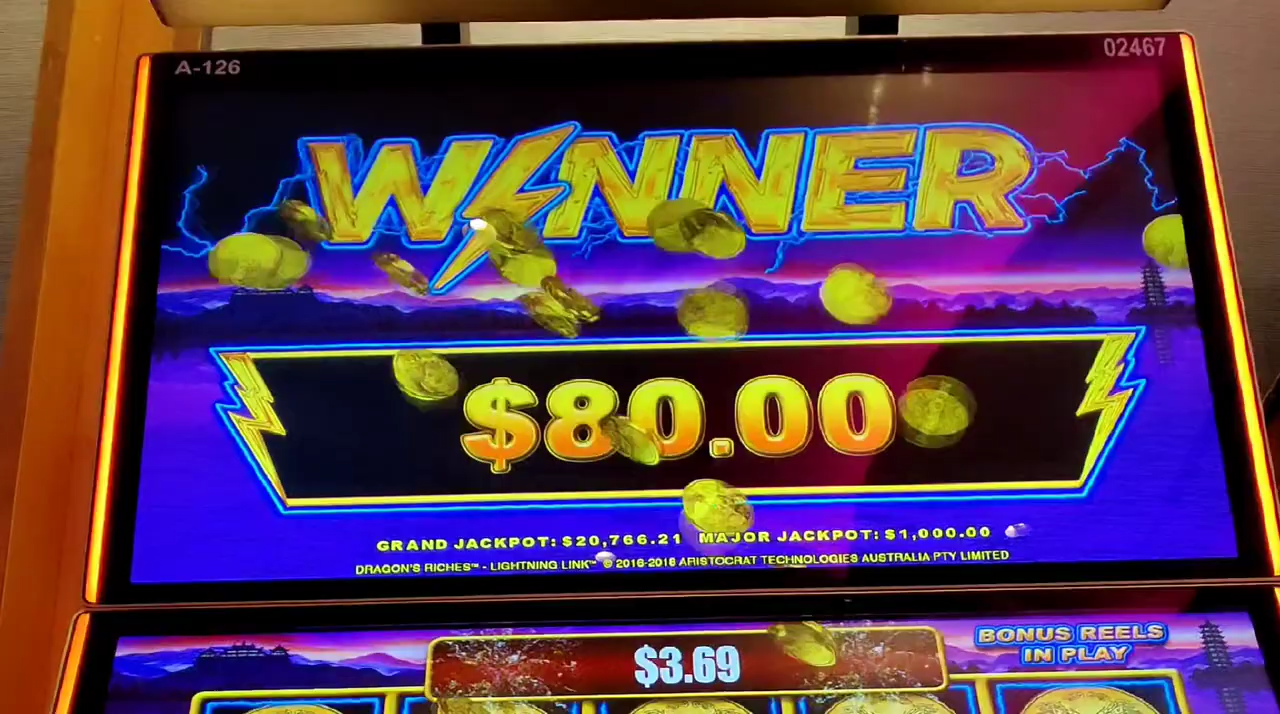 A-126
02467
WINNER
$80.00
GRAND JACKPOT: $20,766.21 MAJOR JACKPOT: $1,000.00
DRAGON'S RICHES™ - LIGHTNING LINK™ © 2016-2018 ARISTOCRAT TECHNOLOGIES AUSTRALIA PTY LIMITED
$3.69
BONUS REELS
IN PLAY